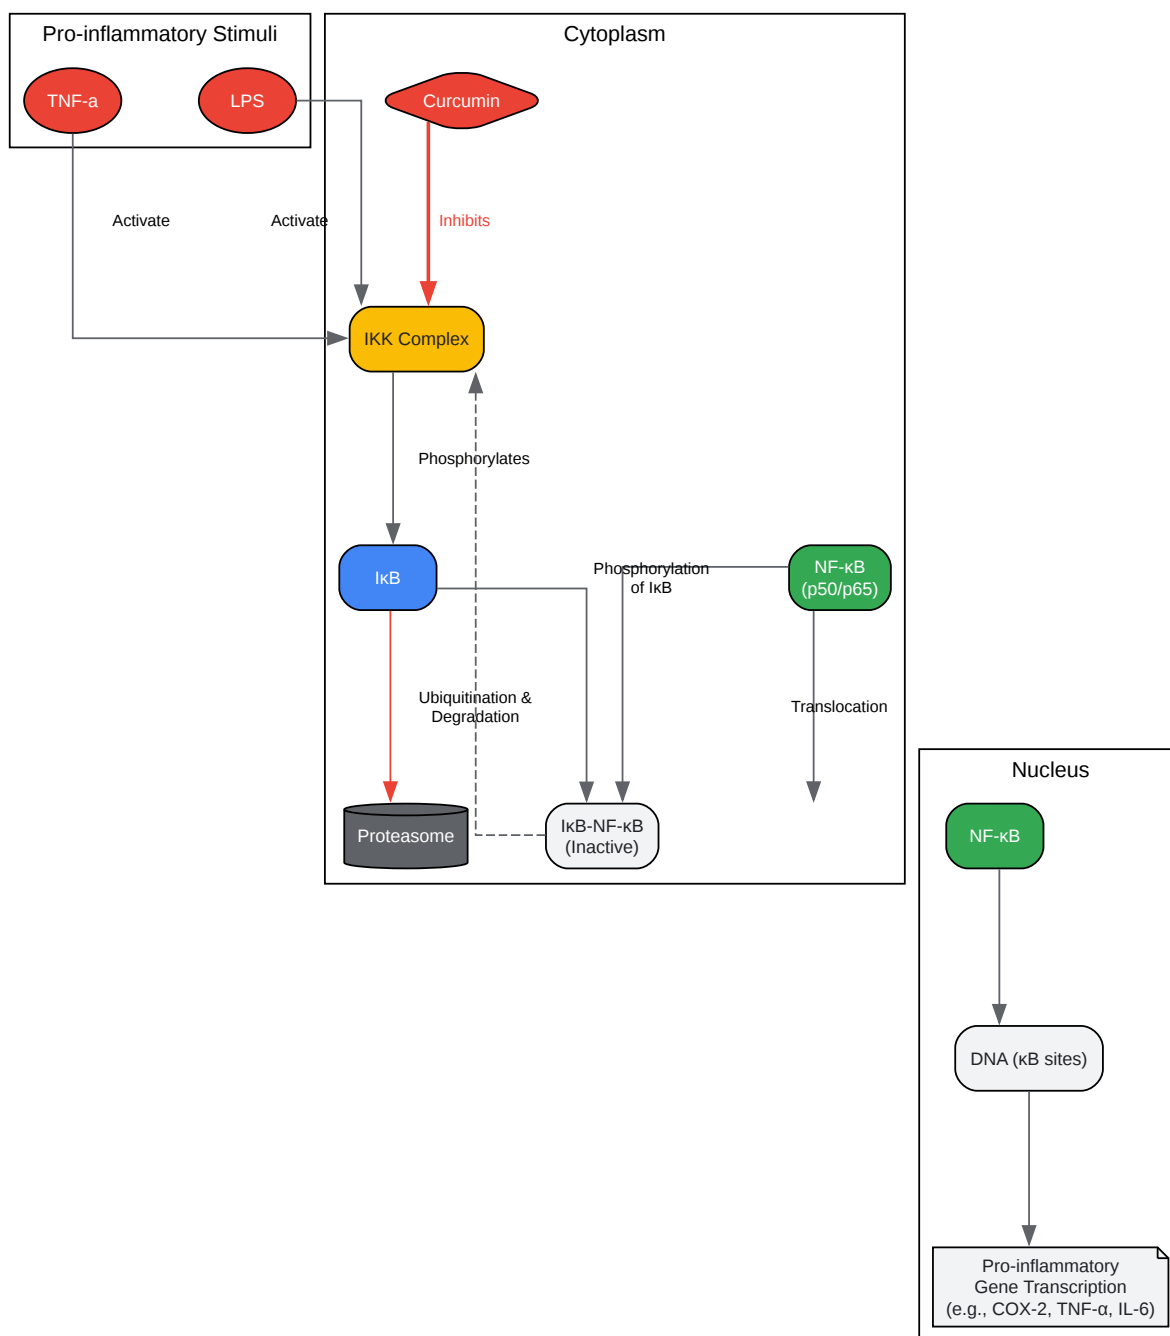 Pro-inflammatory Stimuli
Cytoplasm
TNF-a
LPS
Curcumin
Activate
Activate
Inhibits
IKK Complex
Phosphorylates
IκB
Phosphorylation
of IκB
NF-κB
(p50/p65)
Ubiquitination &
Degradation
Translocation
Nucleus
Proteasome
IκB-NF-κB
(Inactive)
NF-κB
DNA (κB sites)
Pro-inflammatory
Gene Transcription
(e.g., COX-2, TNF-α, IL-6)